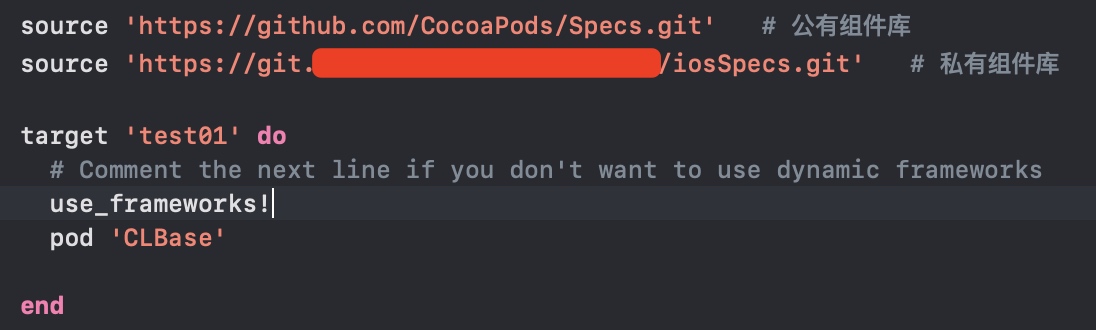 source 'https://github.com/CocoaPods/Specs.git'   # 公有组件库
source 'https://git./iosSpecs.git'   # 私有组件库
target 'test01' do
# Comment the next line if you don't want to use dynamic frameworks
use_frameworks!
pod 'CLBase'
end